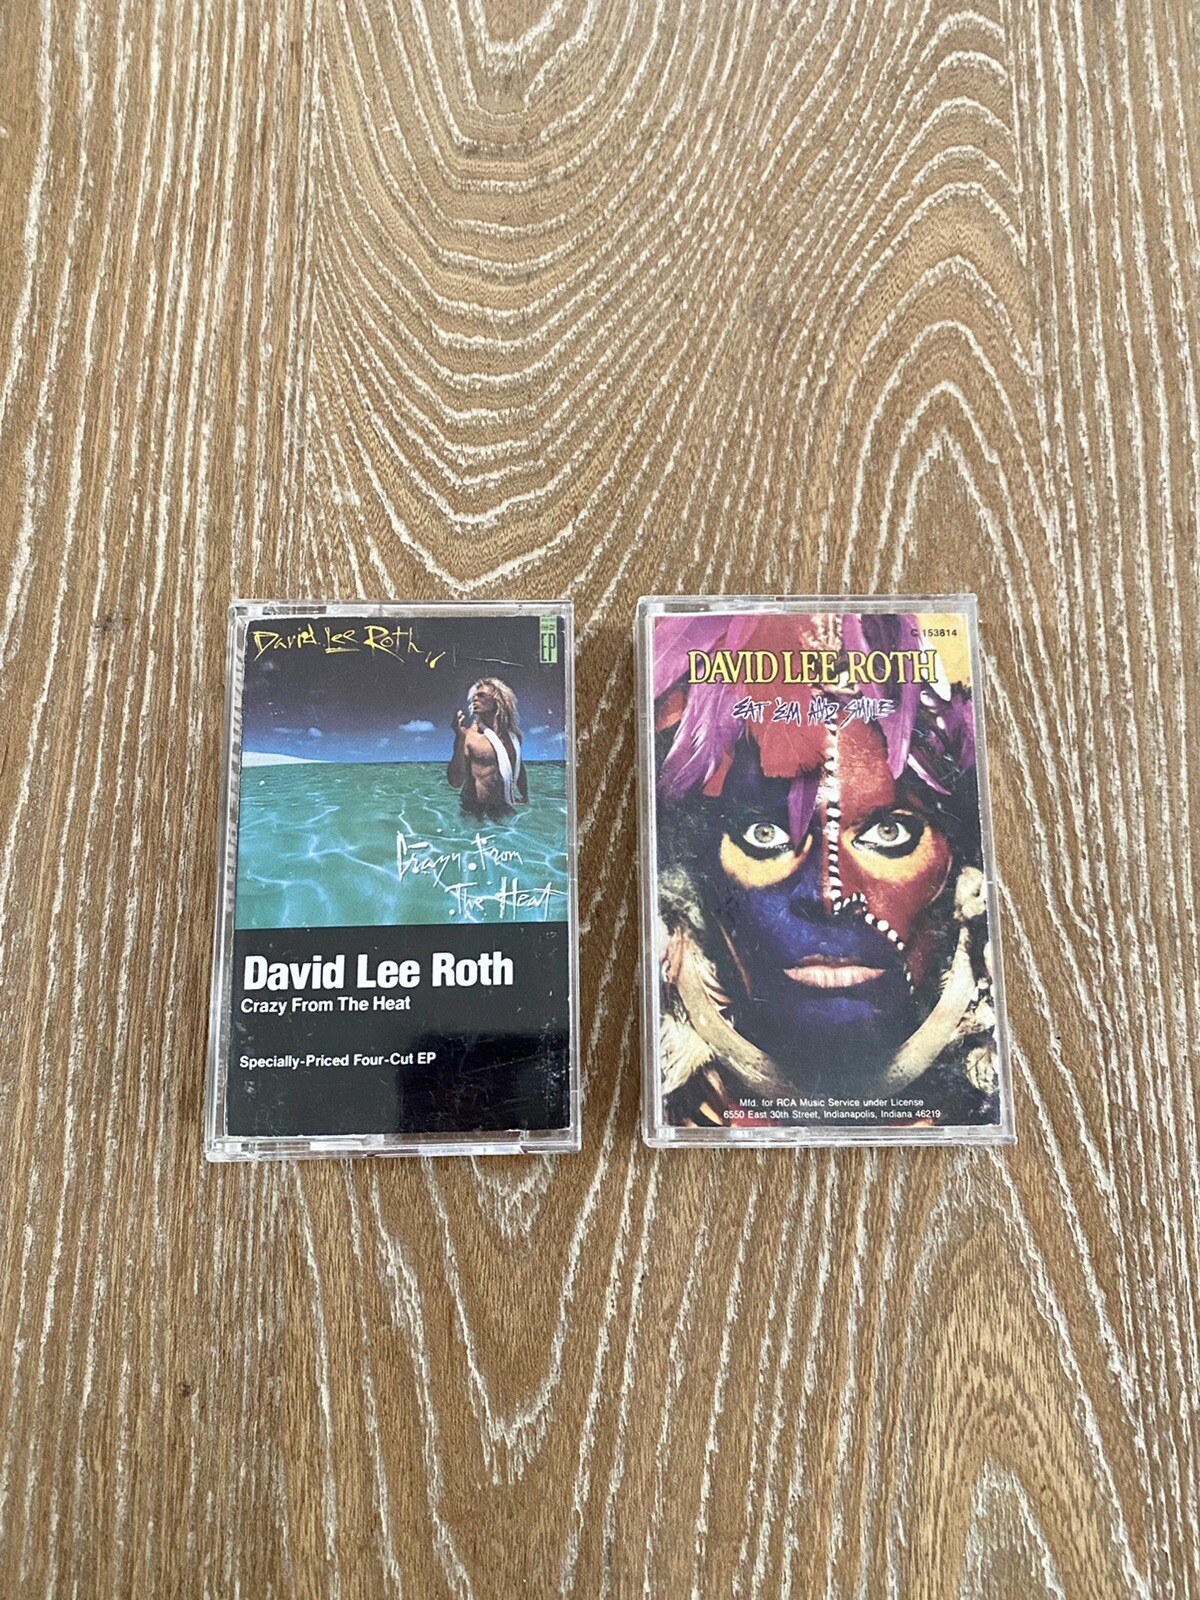 David Lee Roth
EP
Crazy From
The Heat
David Lee Roth
Crazy From The Heat
Specially-Priced Four-Cut EP
C 153814
DAVID LEE ROTH
EAT 'EM AND SMILE
Mfd. for RCA Music Service under License
6550 East 30th Street, Indianapolis, Indiana 46219